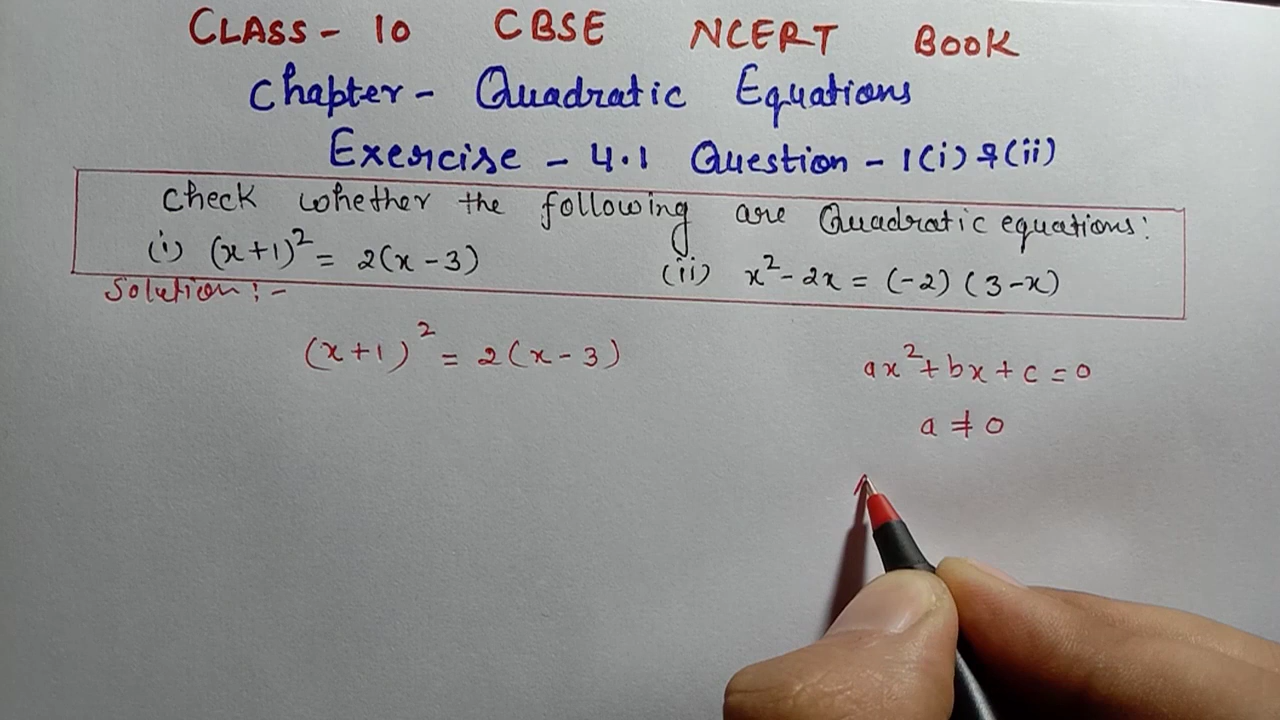 CLASS - 10 CBSE NCERT BOOK
Chapter - Quadratic Equations
Exercise - 4.1 Question - 1(i) & (ii)
Check whether the following are Quadratic equations:
(i) (x+1)² = 2(x-3) (ii) x² - 2x = (-2)(3-x)
Solution:-
(x+1)² = 2(x-3) ax² + bx + c = 0
a ≠ 0